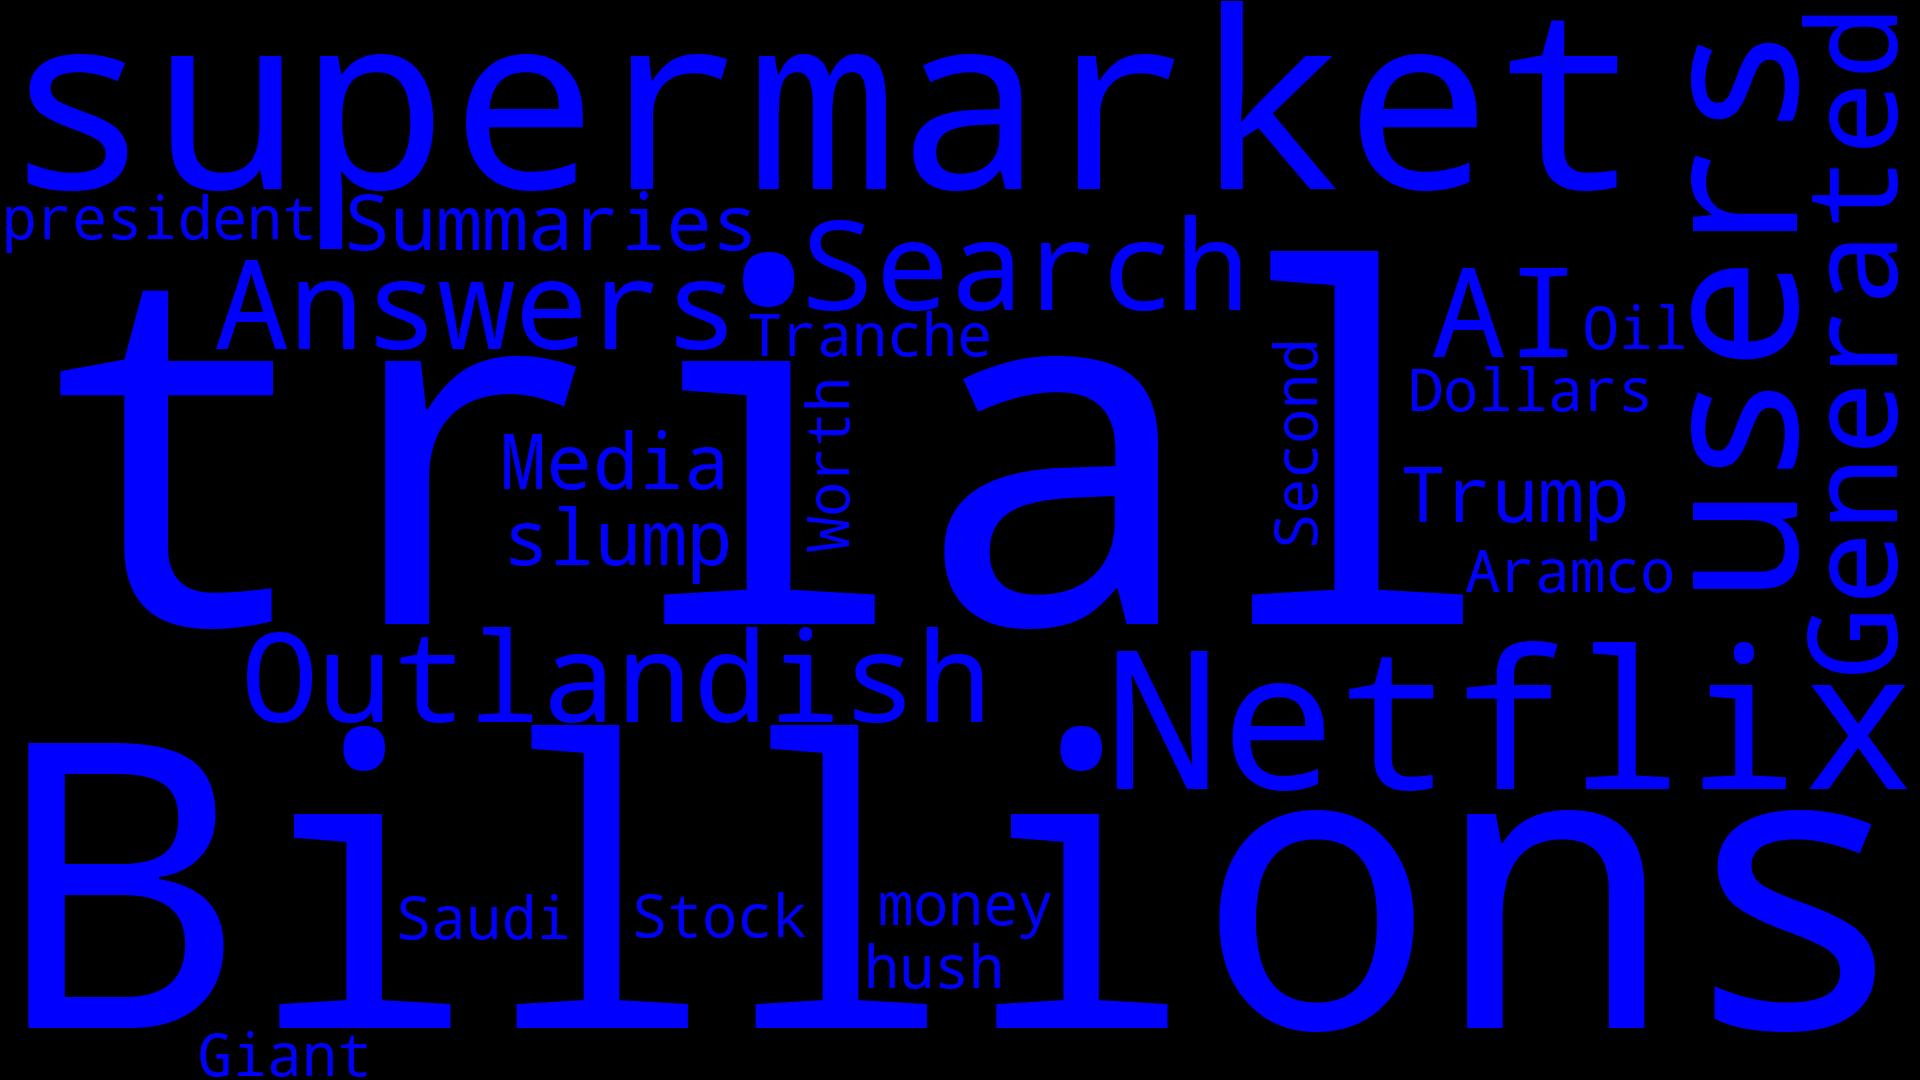 supermarket
users
Generated
president
Summaries
Search
Answers
AI
Oil
Tranche
trial
Dollars
Worth
Second
Media
Trump
slump
Aramco
Outlandish
Netflix
Billions
Saudi
Stock
money
hush
Giant